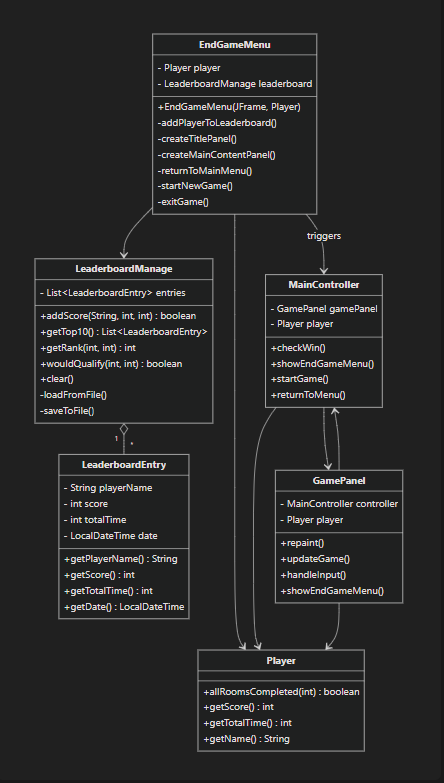 EndGameMenu
- Player player
- LeaderboardManage leaderboard
+EndGameMenu(JFrame, Player)
-addPlayerToLeaderboard()
-createTitlePanel()
-createMainContentPanel()
-returnToMainMenu()
-startNewGame()
-exitGame()
triggers
LeaderboardManage
- List<LeaderboardEntry> entries
+addScore(String, int, int) : boolean
+getTop10() : List<LeaderboardEntry>
+getRank(int, int) : int
+wouldQualify(int, int) : boolean
+clear()
-loadFromFile()
-saveToFile()
MainController
- GamePanel gamePanel
- Player player
+checkWin()
+showEndGameMenu()
+startGame()
+returnToMenu()
1
*
LeaderboardEntry
- String playerName
- int score
- int totalTime
- LocalDateTime date
+getPlayerName() : String
+getScore() : int
+getTotalTime() : int
+getDate() : LocalDateTime
GamePanel
- MainController controller
- Player player
+repaint()
+updateGame()
+handleInput()
+showEndGameMenu()
Player
+allRoomsCompleted(int) : boolean
+getScore() : int
+getTotalTime() : int
+getName() : String